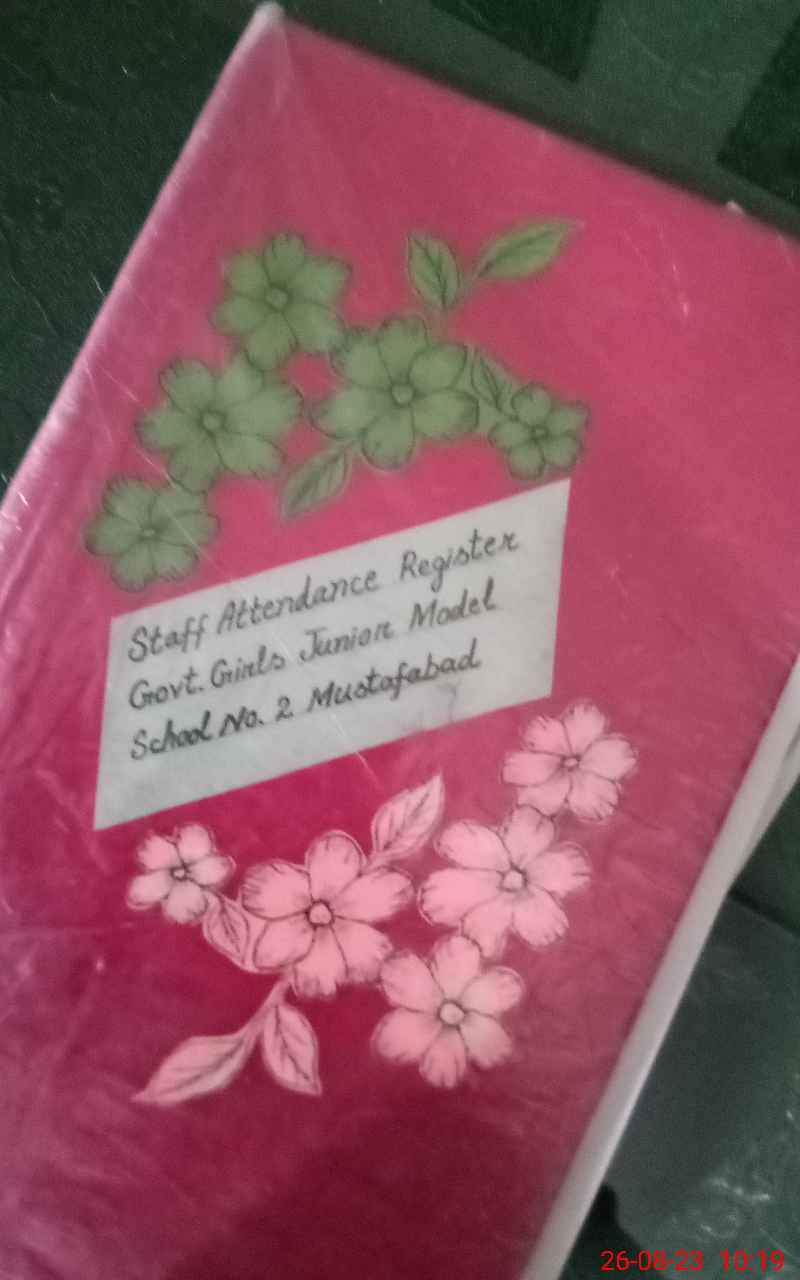 Staff Attendance Register
Govt. Girls Junior Model
School No. 2 Mustafabad
26-08-23 10:19